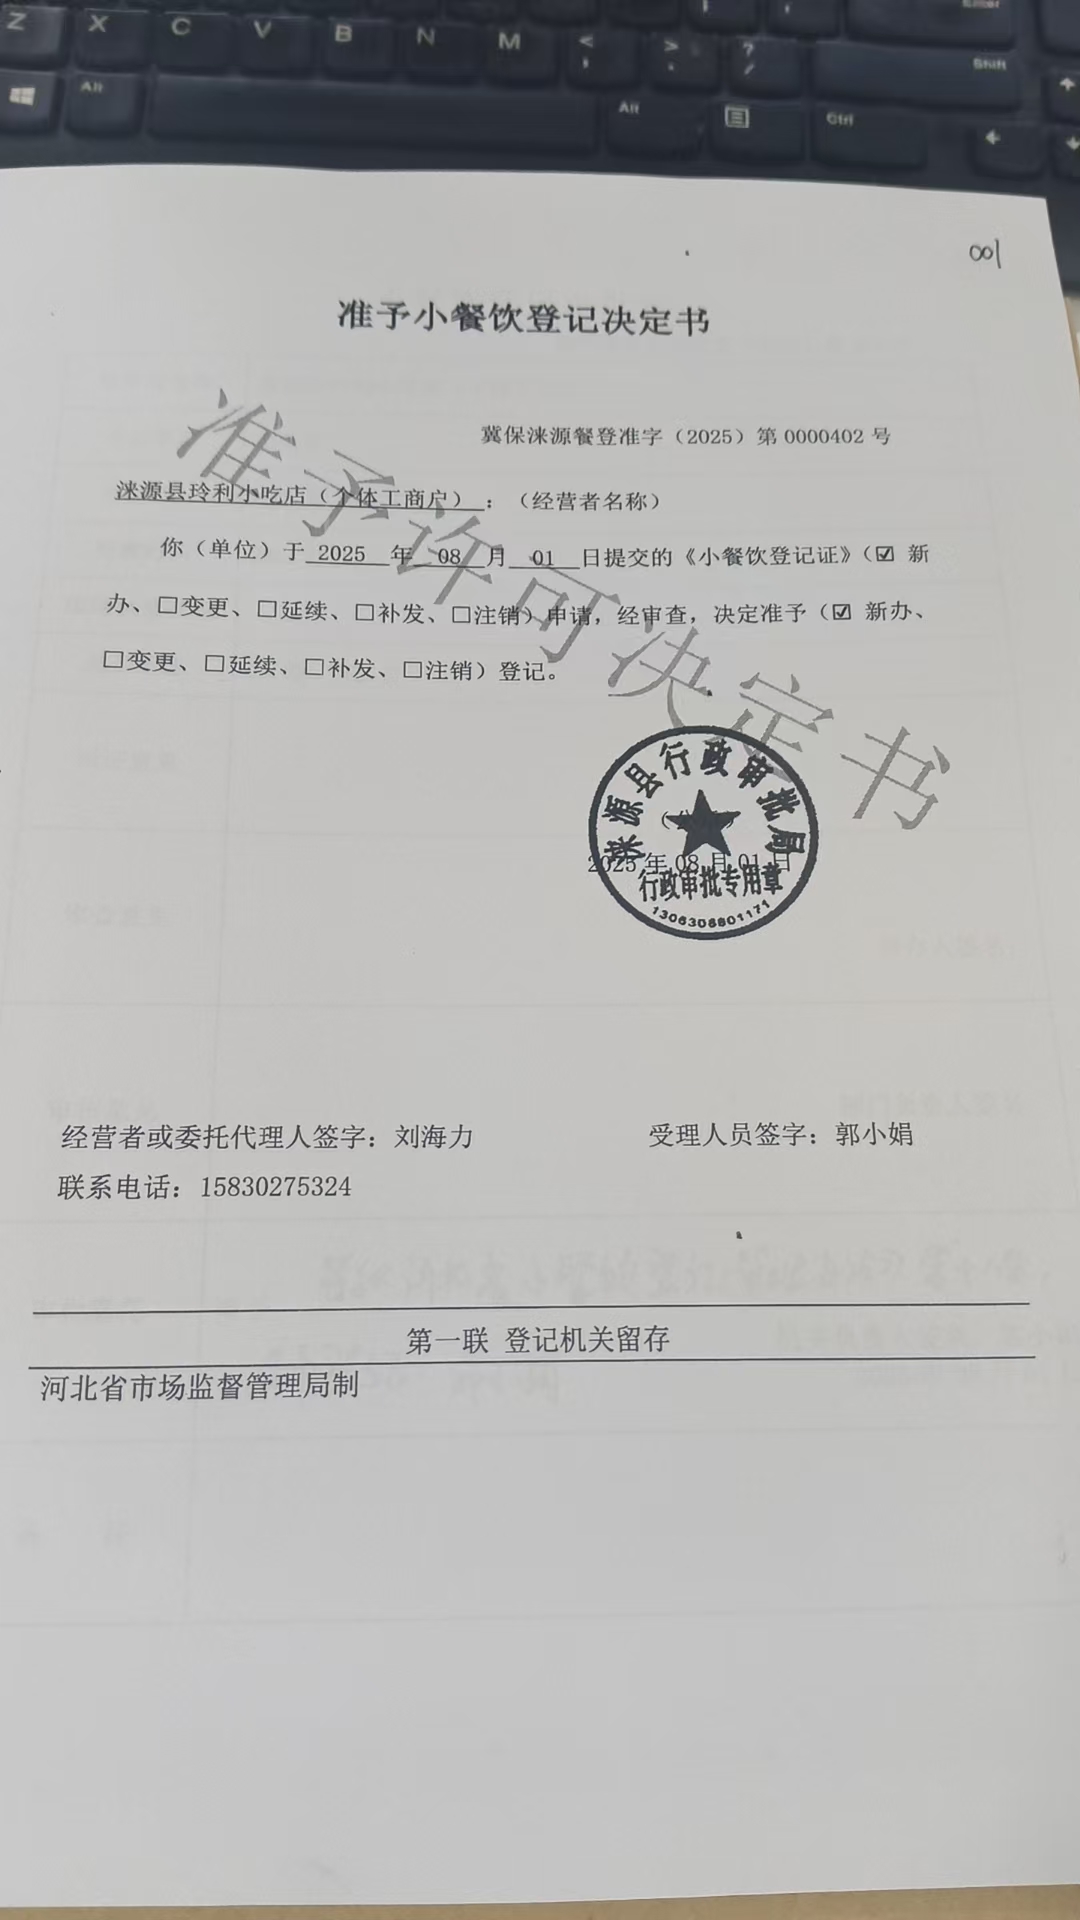 Z X C V B N M < , > . ? / Shift
Enter
Alt Alt Ctrl
001
准予小餐饮登记决定书
冀保涞源餐登准字（2025）第 0000402 号
涞源县玲利小吃店（个体工商户）：（经营者名称）
你（单位）于 2025 年 08 月 01 日提交的《小餐饮登记证》（☑ 新
办、□变更、□延续、□补发、□注销）申请，经审查，决定准予（☑ 新办、
□变更、□延续、□补发、□注销）登记。
准予许可决定书
涞源县行政审批局
2025 年 08 月 01 日
行政审批专用章
1306306801171
经营者或委托代理人签字：刘海力 受理人员签字：郭小娟
联系电话：15830275324
第一联 登记机关留存
河北省市场监督管理局制